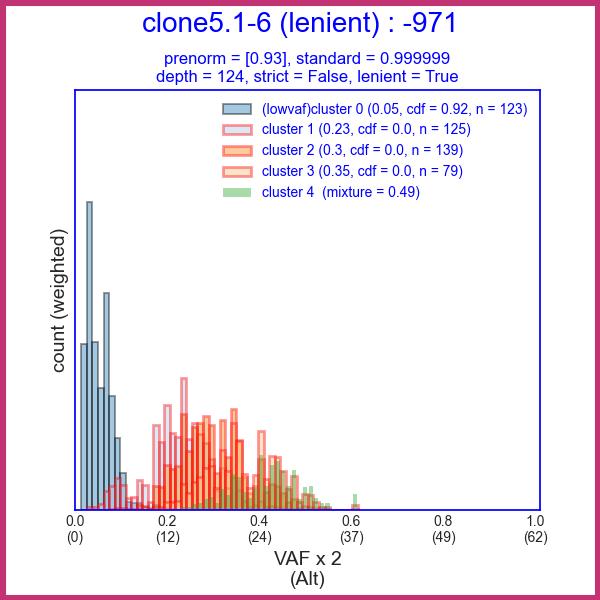 clone5.1-6 (lenient) : -971
prenorm = [0.93], standard = 0.999999
depth = 124, strict = False, lenient = True
(lowvaf)cluster 0 (0.05, cdf = 0.92, n = 123)
cluster 1 (0.23, cdf = 0.0, n = 125)
cluster 2 (0.3, cdf = 0.0, n = 139)
cluster 3 (0.35, cdf = 0.0, n = 79)
cluster 4  (mixture = 0.49)
count (weighted)
0.0 0.2 0.4 0.6 0.8 1.0
(0) (12) (24) (37) (49) (62)
VAF x 2
(Alt)